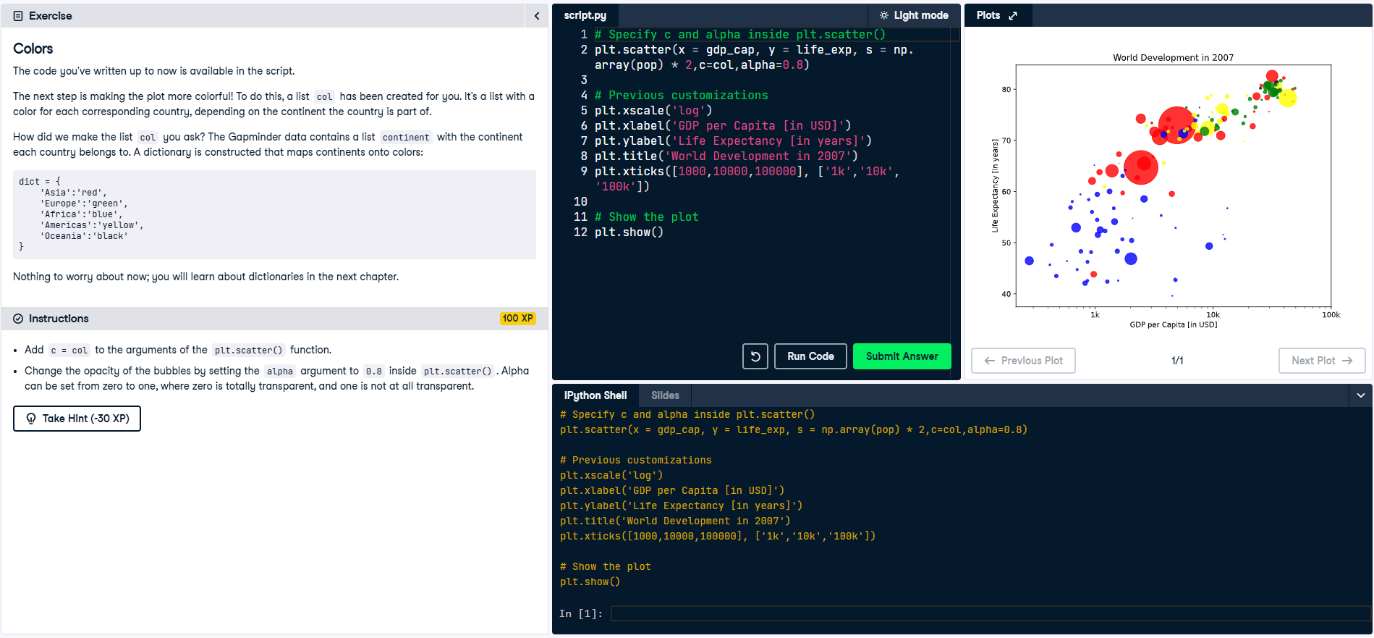 Exercise
Colors
The code you've written up to now is available in the script.
The next step is making the plot more colorful! To do this, a list col has been created for you. It's a list with a
color for each corresponding country, depending on the continent the country is part of.
How did we make the list col you ask? The Gapminder data contains a list continent with the continent
each country belongs to. A dictionary is constructed that maps continents onto colors:
dict = {
    'Asia':'red',
    'Europe':'green',
    'Africa':'blue',
    'Americas':'yellow',
    'Oceania':'black'
}
Nothing to worry about now; you will learn about dictionaries in the next chapter.
Instructions
100 XP
• Add c = col to the arguments of the plt.scatter() function.
• Change the opacity of the bubbles by setting the alpha argument to 0.8 inside plt.scatter(). Alpha
can be set from zero to one, where zero is totally transparent, and one is not at all transparent.
Take Hint (-30 XP)
script.py
Light mode
1 # Specify c and alpha inside plt.scatter()
2 plt.scatter(x = gdp_cap, y = life_exp, s = np.
array(pop) * 2,c=col,alpha=0.8)
3
4 # Previous customizations
5 plt.xscale('log')
6 plt.xlabel('GDP per Capita [in USD]')
7 plt.ylabel('Life Expectancy [in years]')
8 plt.title('World Development in 2007')
9 plt.xticks([1000,10000,100000], ['1k','10k',
'100k'])
10
11 # Show the plot
12 plt.show()
Run Code
Submit Answer
Plots
World Development in 2007
Life Expectancy [in years]
80
70
60
50
40
1k
10k
100k
GDP per Capita [in USD]
← Previous Plot
1/1
Next Plot →
IPython Shell
Slides
# Specify c and alpha inside plt.scatter()
plt.scatter(x = gdp_cap, y = life_exp, s = np.array(pop) * 2,c=col,alpha=0.8)
# Previous customizations
plt.xscale('log')
plt.xlabel('GDP per Capita [in USD]')
plt.ylabel('Life Expectancy [in years]')
plt.title('World Development in 2007')
plt.xticks([1000,10000,100000], ['1k','10k','100k'])
# Show the plot
plt.show()
In [1]: